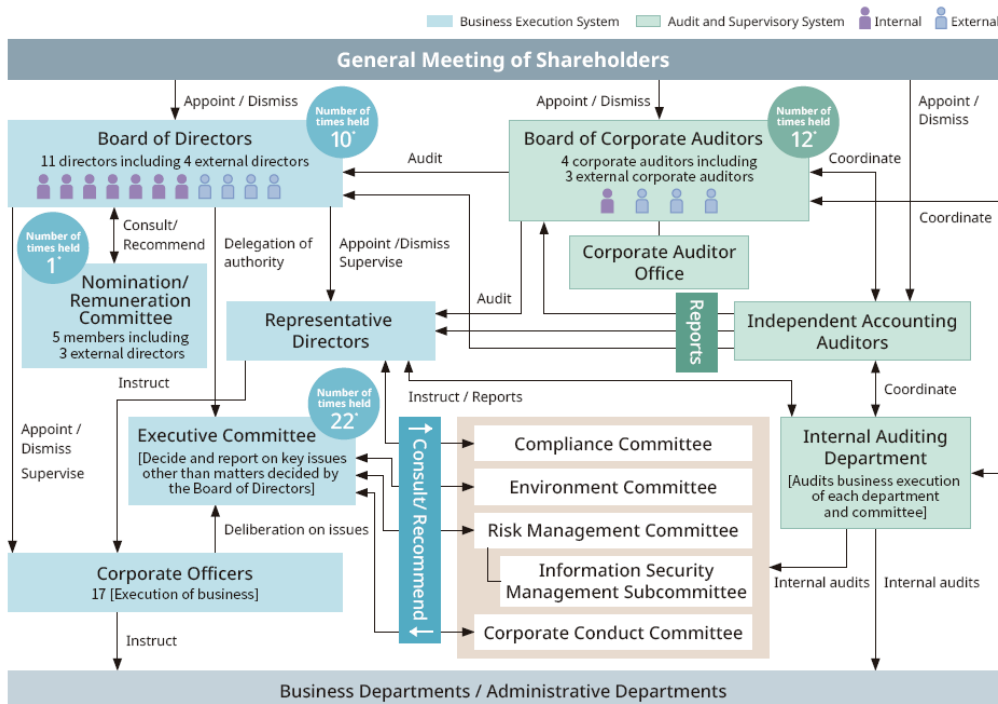 Business Execution System
Audit and Supervisory System
Internal
External
General Meeting of Shareholders
Appoint / Dismiss
Number of
times held
10*
Appoint / Dismiss
Number of
times held
12*
Appoint /
Dismiss
Board of Directors
11 directors including 4 external directors
Audit
Board of Corporate Auditors
4 corporate auditors including
3 external corporate auditors
Coordinate
Coordinate
Number of
times held
1*
Consult/
Recommend
Delegation of
authority
Appoint /Dismiss
Supervise
Corporate Auditor
Office
Nomination/
Remuneration
Committee
5 members including
3 external directors
Representative
Directors
Audit
Reports
Independent Accounting
Auditors
Instruct
Number of
times held
22*
Instruct / Reports
Coordinate
Appoint /
Dismiss
Supervise
Executive Committee
[Decide and report on key issues
other than matters decided by
the Board of Directors]
Consult/ Recommend
Compliance Committee
Environment Committee
Risk Management Committee
Information Security
Management Subcommittee
Corporate Conduct Committee
Internal Auditing
Department
[Audits business execution
of each department
and committee]
Deliberation on issues
Internal audits
Internal audits
Corporate Officers
17 [Execution of business]
Instruct
Business Departments / Administrative Departments